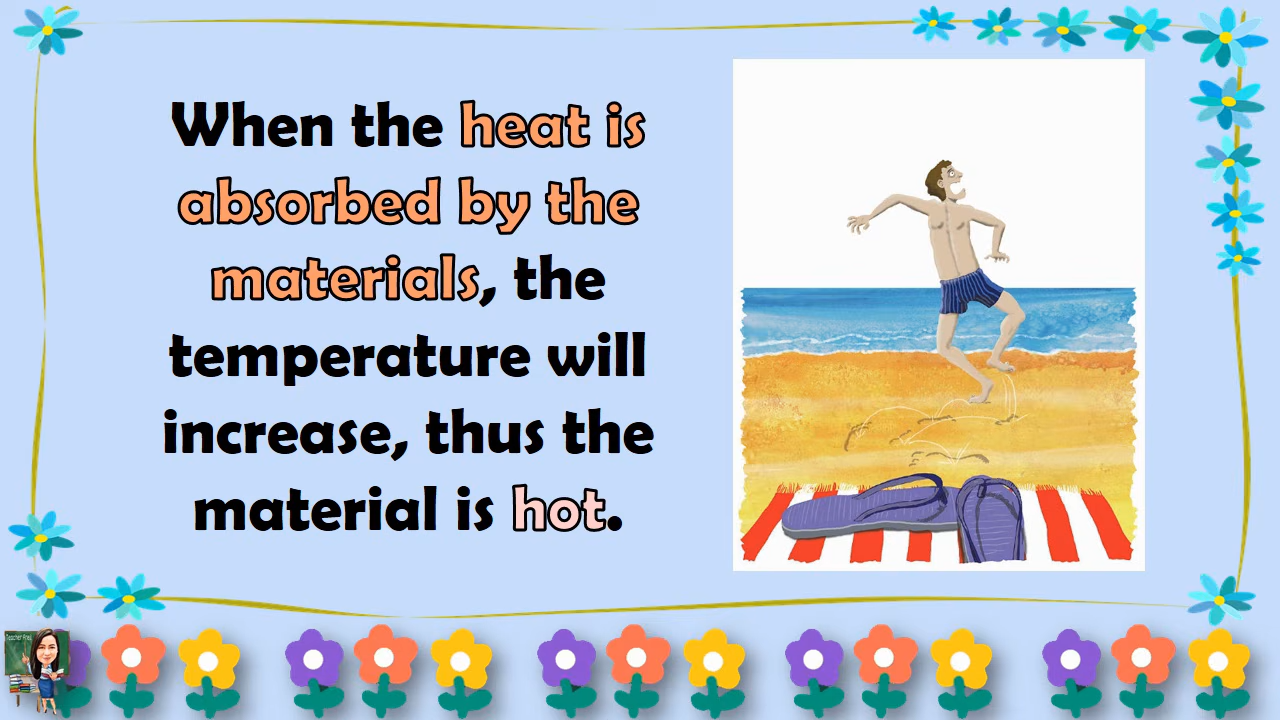 When the heat is
absorbed by the
materials, the
temperature will
increase, thus the
material is hot.